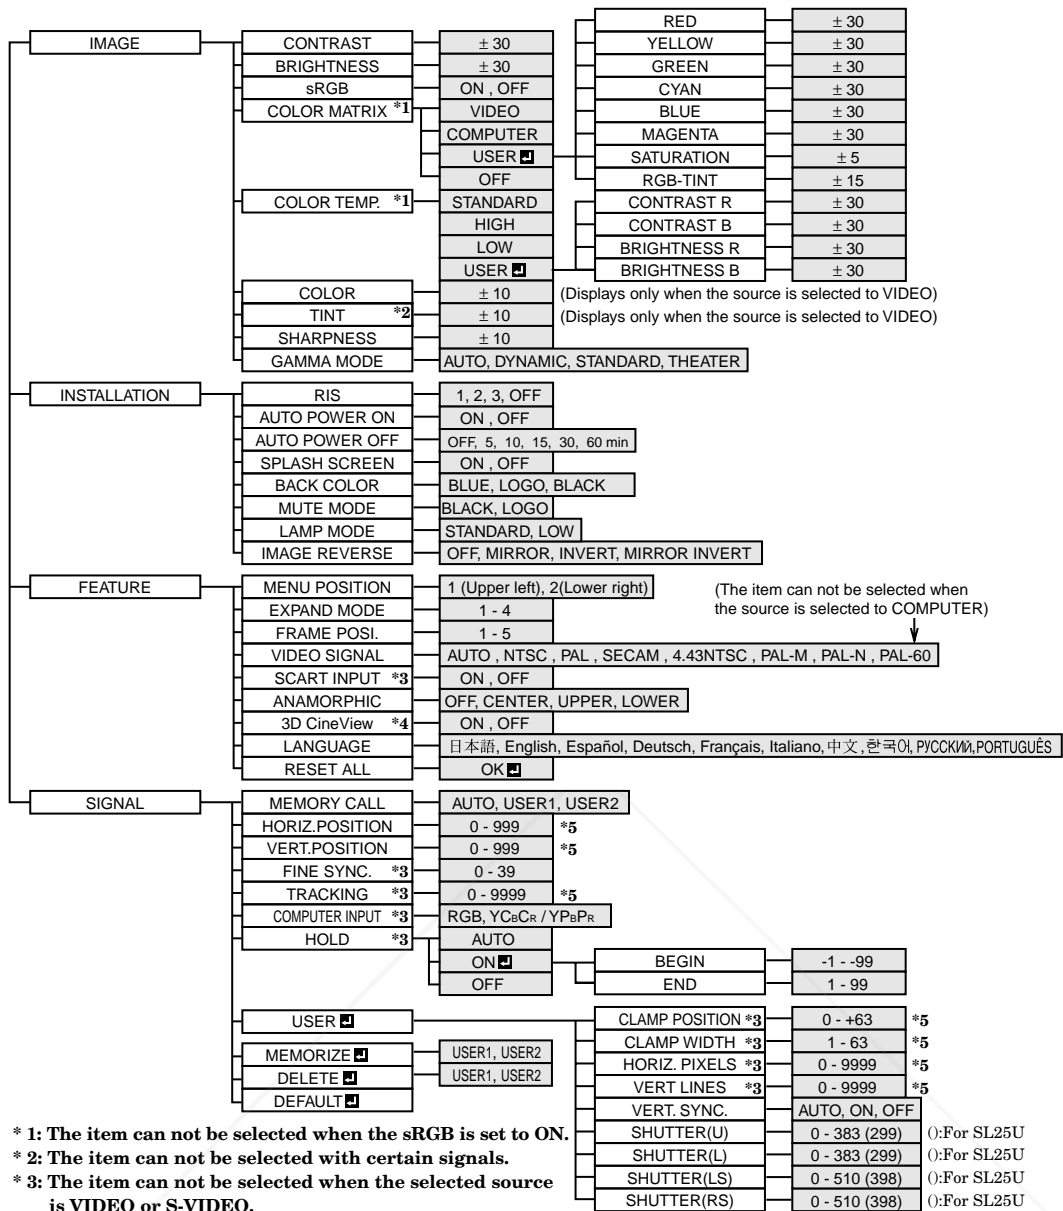 RED ± 30
IMAGE CONTRAST ± 30 YELLOW ± 30
BRIGHTNESS ± 30 GREEN ± 30
sRGB ON , OFF CYAN ± 30
COLOR MATRIX *1 VIDEO BLUE ± 30
COMPUTER MAGENTA ± 30
USER SATURATION ± 5
OFF RGB-TINT ± 15
COLOR TEMP. *1 STANDARD CONTRAST R ± 30
HIGH CONTRAST B ± 30
LOW BRIGHTNESS R ± 30
USER BRIGHTNESS B ± 30
COLOR ± 10 (Displays only when the source is selected to VIDEO)
TINT *2 ± 10 (Displays only when the source is selected to VIDEO)
SHARPNESS ± 10
GAMMA MODE AUTO, DYNAMIC, STANDARD, THEATER
INSTALLATION RIS 1, 2, 3, OFF
AUTO POWER ON ON , OFF
AUTO POWER OFF OFF, 5, 10, 15, 30, 60 min
SPLASH SCREEN ON , OFF
BACK COLOR BLUE, LOGO, BLACK
MUTE MODE BLACK, LOGO
LAMP MODE STANDARD, LOW
IMAGE REVERSE OFF, MIRROR, INVERT, MIRROR INVERT
FEATURE MENU POSITION 1 (Upper left), 2(Lower right) (The item can not be selected when
EXPAND MODE 1 - 4 the source is selected to COMPUTER)
FRAME POSI. 1 - 5
VIDEO SIGNAL AUTO , NTSC , PAL , SECAM , 4.43NTSC , PAL-M , PAL-N , PAL-60
SCART INPUT *3 ON , OFF
ANAMORPHIC OFF, CENTER, UPPER, LOWER
3D CineView *4 ON , OFF
LANGUAGE 日本語, English, Español, Deutsch, Français, Italiano, 中文, 한국어, РУССКИЙ, PORTUGUÊS
RESET ALL OK
SIGNAL MEMORY CALL AUTO, USER1, USER2
HORIZ.POSITION 0 - 999 *5
VERT.POSITION 0 - 999 *5
FINE SYNC. *3 0 - 39
TRACKING *3 0 - 9999 *5
COMPUTER INPUT *3 RGB, YCBCR / YPBPR
HOLD *3 AUTO
ON BEGIN -1 - -99
OFF END 1 - 99
USER CLAMP POSITION *3 0 - +63 *5
CLAMP WIDTH *3 1 - 63 *5
MEMORIZE USER1, USER2 HORIZ. PIXELS *3 0 - 9999 *5
DELETE USER1, USER2 VERT LINES *3 0 - 9999 *5
DEFAULT VERT. SYNC. AUTO, ON, OFF
* 1: The item can not be selected when the sRGB is set to ON. SHUTTER(U) 0 - 383 (299) ():For SL25U
* 2: The item can not be selected with certain signals. SHUTTER(L) 0 - 383 (299) ():For SL25U
* 3: The item can not be selected when the selected source SHUTTER(LS) 0 - 510 (398) ():For SL25U
is VIDEO or S-VIDEO. SHUTTER(RS) 0 - 510 (398) ():For SL25U